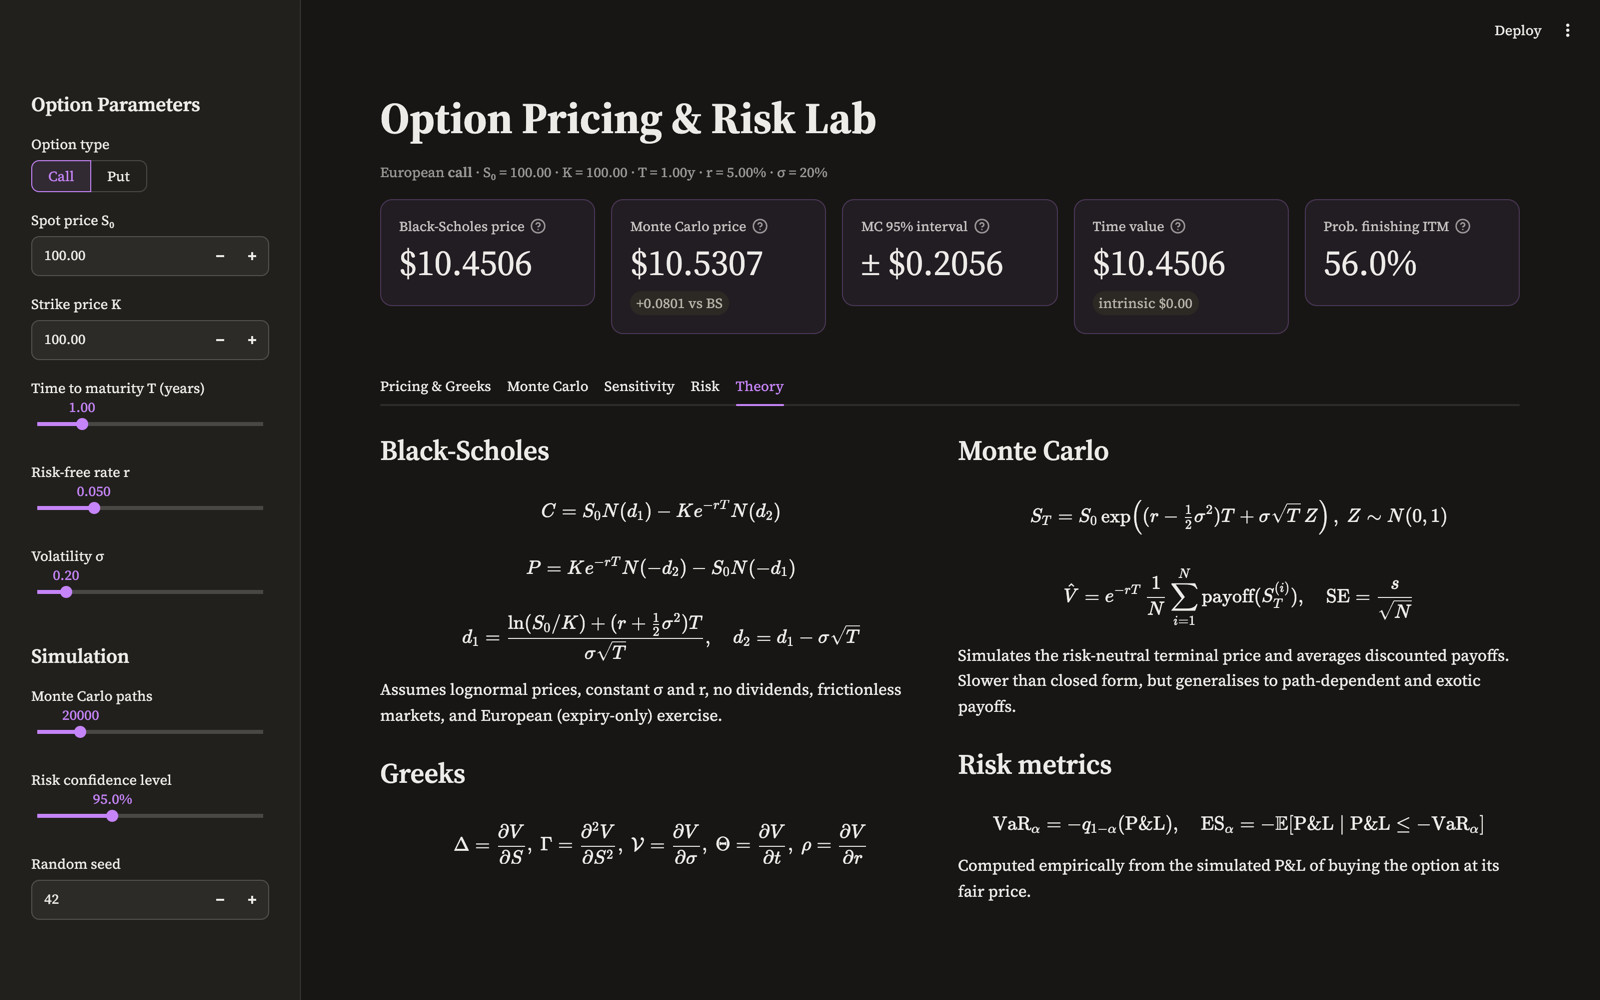 Deploy
Option Parameters
Option type
Call Put
Spot price S₀
100.00 − +
Strike price K
100.00 − +
Time to maturity T (years)
1.00
Risk-free rate r
0.050
Volatility σ
0.20
Simulation
Monte Carlo paths
20000
Risk confidence level
95.0%
Random seed
42 − +
Option Pricing & Risk Lab
European call · S₀ = 100.00 · K = 100.00 · T = 1.00y · r = 5.00% · σ = 20%
Black-Scholes price ?
$10.4506
Monte Carlo price ?
$10.5307
+0.0801 vs BS
MC 95% interval ?
± $0.2056
Time value ?
$10.4506
intrinsic $0.00
Prob. finishing ITM ?
56.0%
Pricing & Greeks Monte Carlo Sensitivity Risk Theory
Black-Scholes
C = S₀N(d₁) − Ke^{−rT}N(d₂)
P = Ke^{−rT}N(−d₂) − S₀N(−d₁)
d₁ = \frac{ln(S₀/K) + (r + ½σ²)T}{σ√T}, d₂ = d₁ − σ√T
Assumes lognormal prices, constant σ and r, no dividends, frictionless
markets, and European (expiry-only) exercise.
Greeks
Δ = ∂V/∂S, Γ = ∂²V/∂S², 𝒱 = ∂V/∂σ, Θ = ∂V/∂t, ρ = ∂V/∂r
Monte Carlo
S_T = S₀ exp((r − ½σ²)T + σ√T Z), Z ∼ N(0, 1)
V̂ = e^{−rT} \frac{1}{N} ∑_{i=1}^{N} payoff(S_T^{(i)}), SE = \frac{s}{√N}
Simulates the risk-neutral terminal price and averages discounted payoffs.
Slower than closed form, but generalises to path-dependent and exotic
payoffs.
Risk metrics
VaR_α = −q_{1−α}(P&L), ES_α = −𝔼[P&L | P&L ≤ −VaR_α]
Computed empirically from the simulated P&L of buying the option at its
fair price.